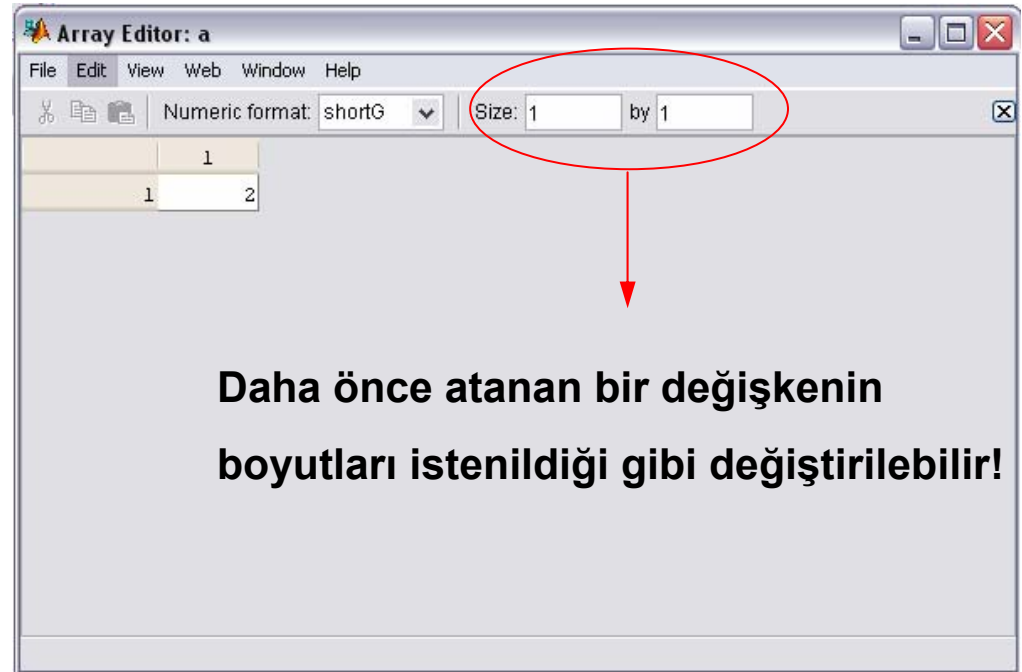 Array Editor: a
File Edit View Web Window Help
Numeric format: shortG Size: 1 by 1
1
1 2
Daha önce atanan bir değişkenin
boyutları istenildiği gibi değiştirilebilir!